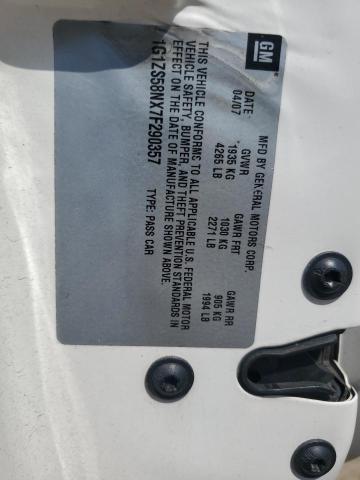 GM
MFD BY GENERAL MOTORS CORP.
DATE GVWR GAWR FRT GAWR RR
04/07 1935 KG 1030 KG 905 KG
4265 LB 2271 LB 1994 LB
THIS VEHICLE CONFORMS TO ALL APPLICABLE U.S. FEDERAL MOTOR
VEHICLE SAFETY, BUMPER, AND THEFT PREVENTION STANDARDS IN
EFFECT ON THE DATE OF MANUFACTURE SHOWN ABOVE.
1G1ZS58NX7F290357 TYPE: PASS CAR